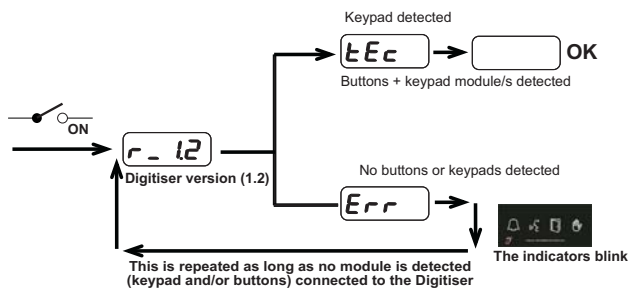 Keypad detected
tEc
OK
Buttons + keypad module/s detected
ON
r_ 1.2
Digitiser version (1.2)
No buttons or keypads detected
Err
The indicators blink
This is repeated as long as no module is detected
(keypad and/or buttons) connected to the Digitiser